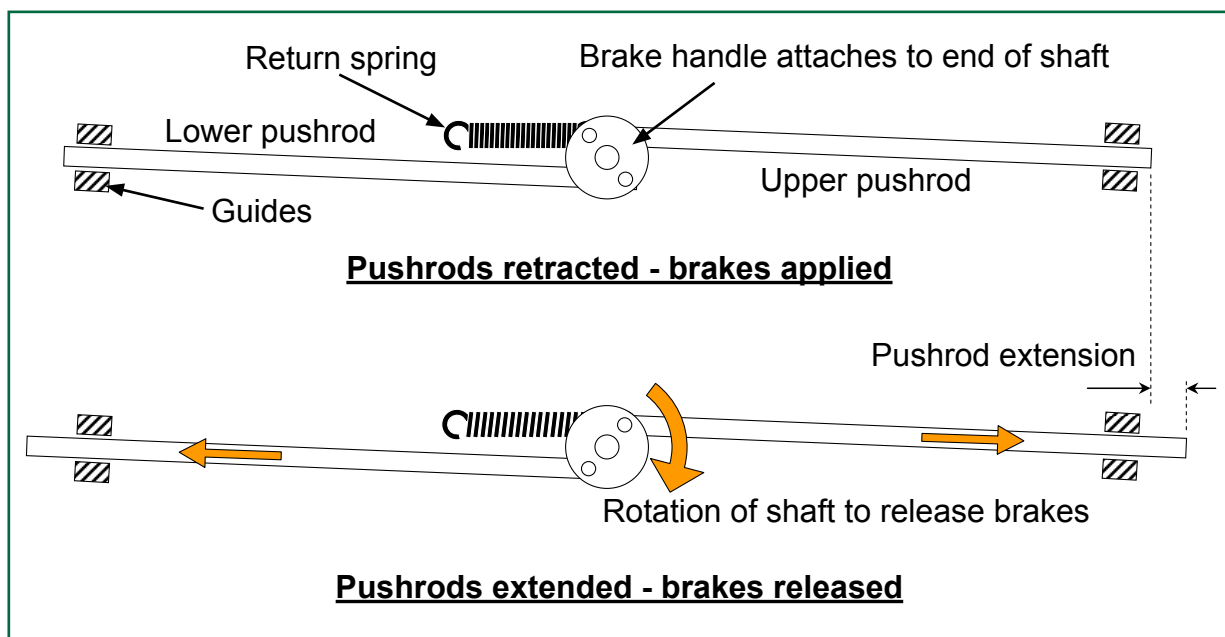 Return spring
Brake handle attaches to end of shaft
Lower pushrod
Upper pushrod
Guides
Pushrods retracted - brakes applied
Pushrod extension
Rotation of shaft to release brakes
Pushrods extended - brakes released